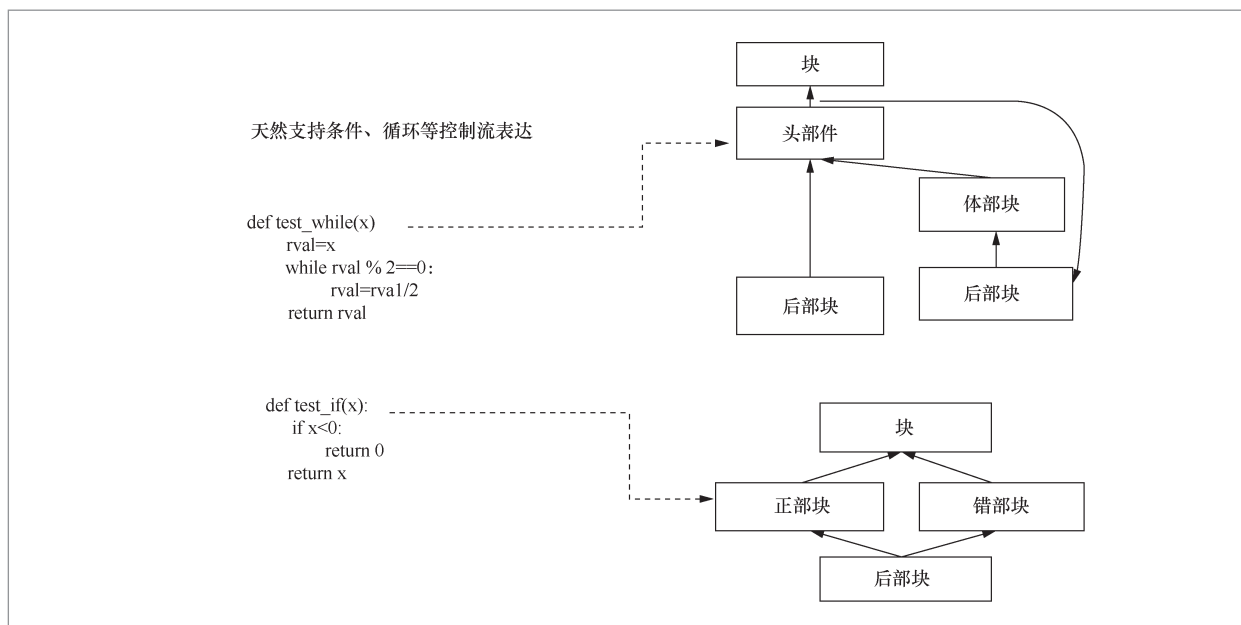 天然支持条件、循环等控制流表达
def test_while(x)
rval=x
while rval % 2==0：
rval=rva1/2
return rval
块
头部件
体部块
后部块
后部块
def test_if(x):
if x<0:
return 0
return x
块
正部块
错部块
后部块